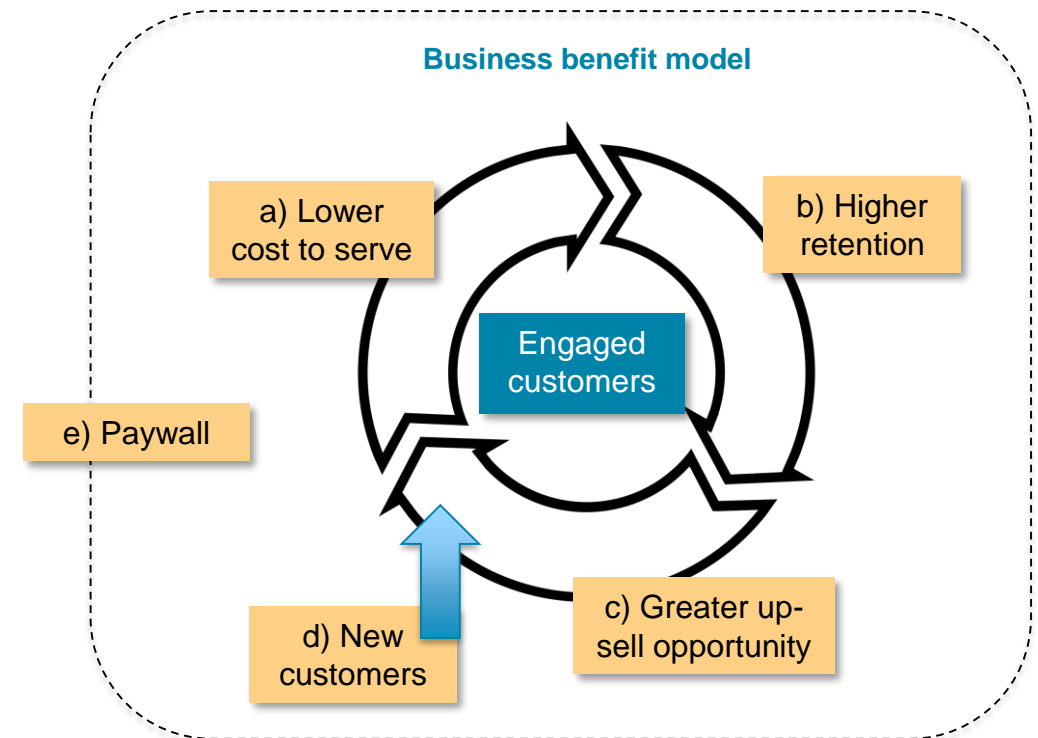 Business benefit model
a) Lower
cost to serve
b) Higher
retention
Engaged
customers
e) Paywall
c) Greater up-
sell opportunity
d) New
customers